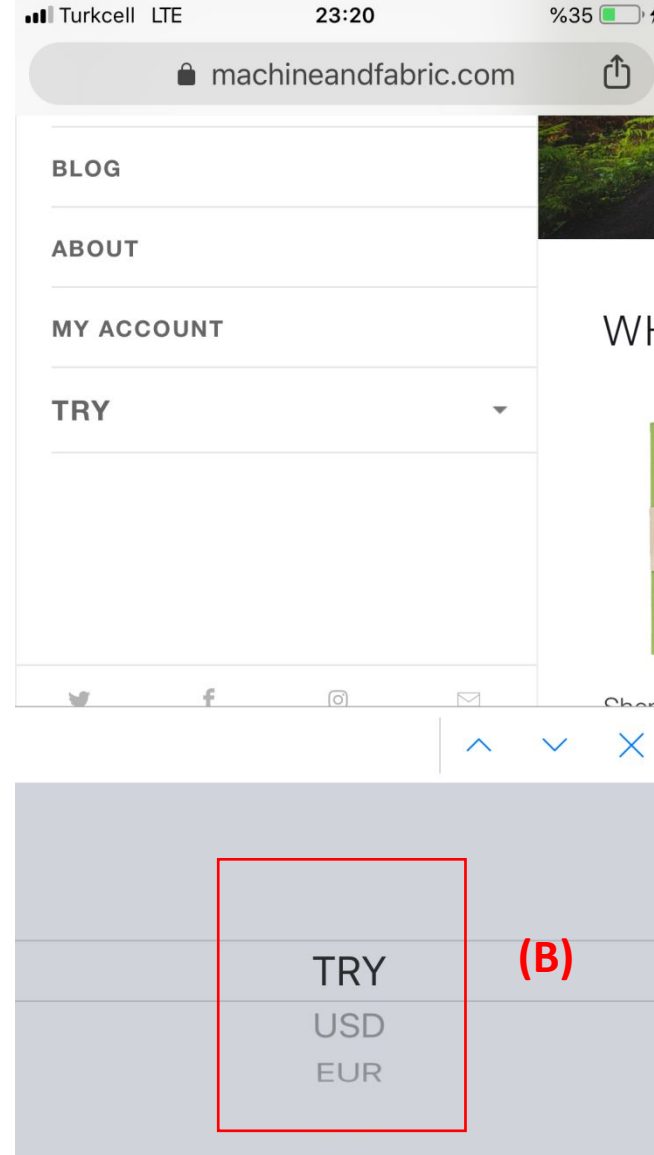 Turkcell LTE 23:20 %35
machineandfabric.com
BLOG
ABOUT
MY ACCOUNT
WH
TRY
TRY
(B)
USD
EUR